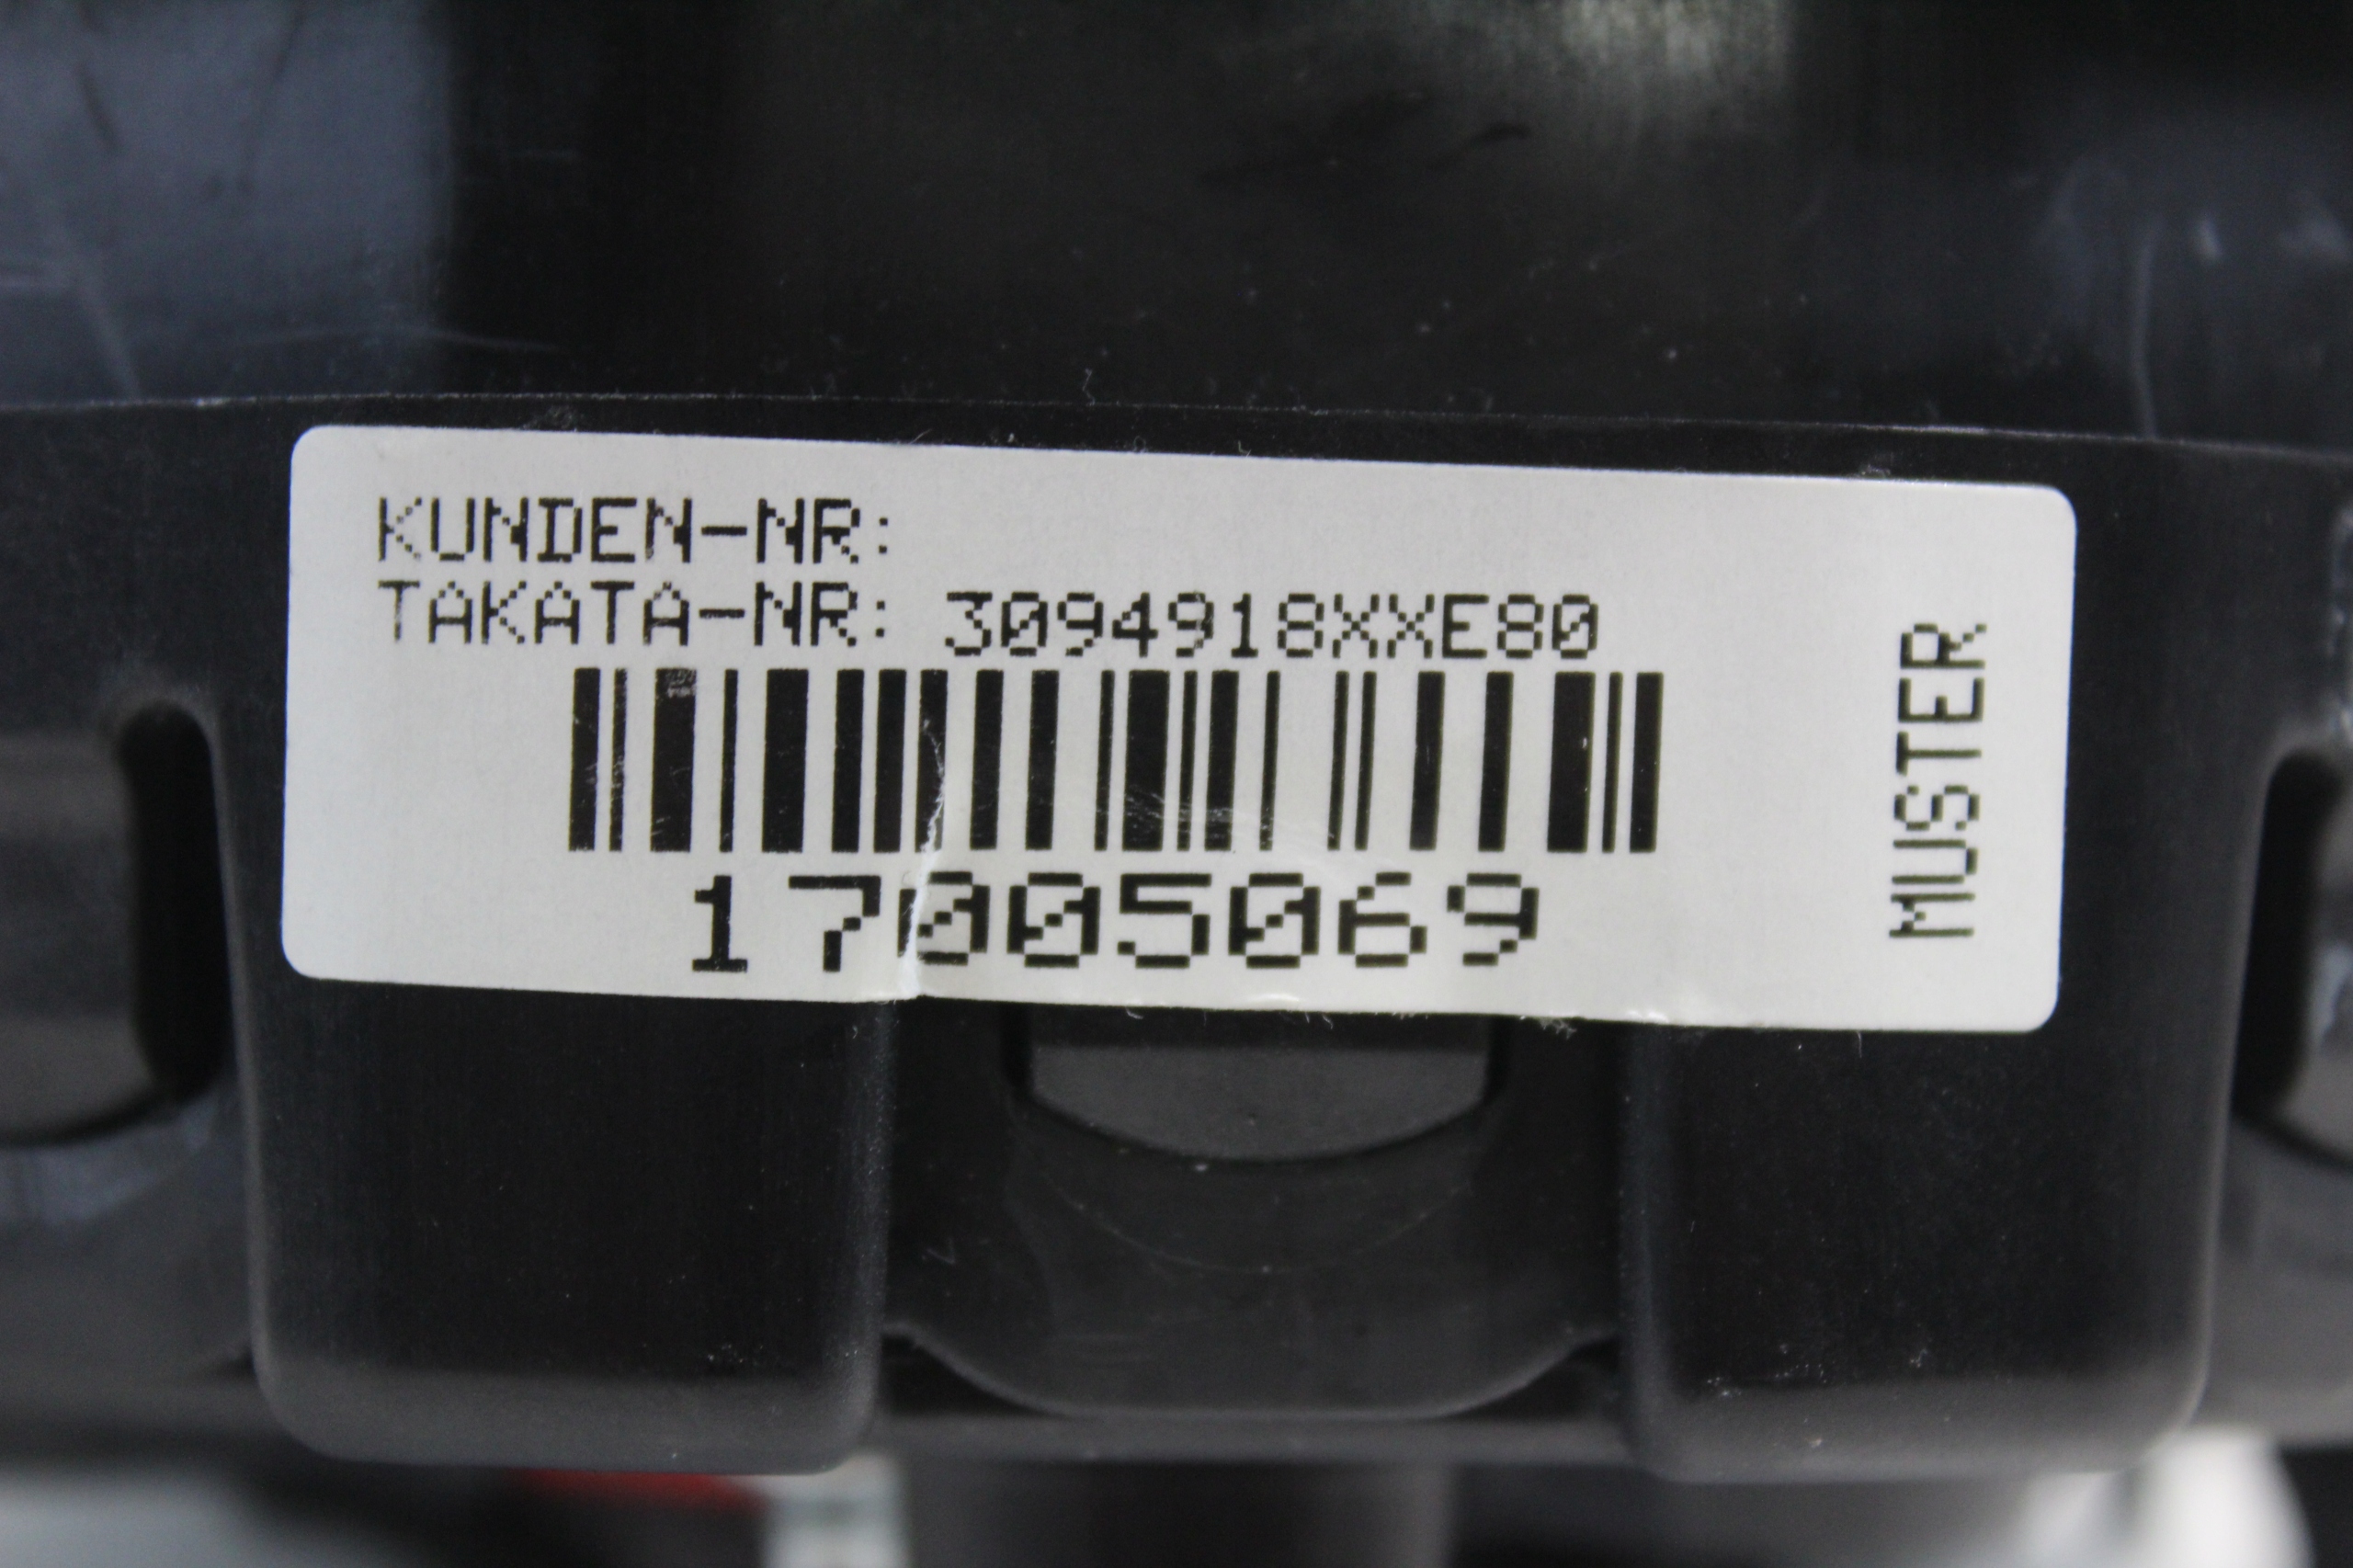 KUNDEN-NR:
TAKATA-NR: 3094918XXE80
17005069
MUSTER